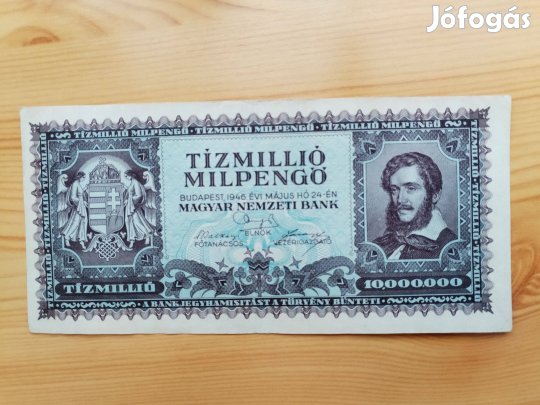 Jófogás
TÍZMILLIÓ MILPENGŐ · TÍZMILLIÓ MILPENGŐ · TÍZMILLIÓ MILPENGŐ
TÍZMILLIÓ
MILPENGŐ
BUDAPEST, 1946 ÉVI MÁJUS HÓ 24-ÉN
MAGYAR NEMZETI BANK
ELNÖK
FŐTANÁCSOS
VEZÉRIGAZGATÓ
TÍZMILLIÓ
10,000.000
A BANKJEGYHAMISÍTÁST A TÖRVÉNY BÜNTETI